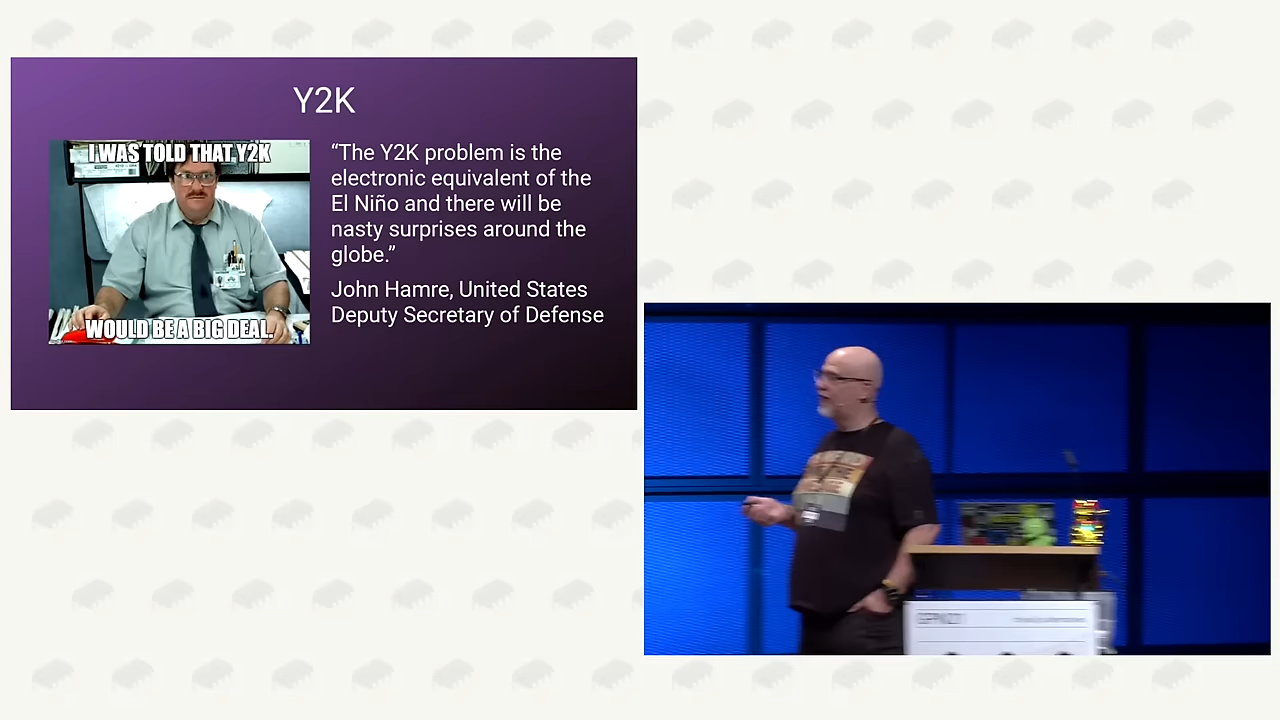 Y2K
I WAS TOLD THAT Y2K
WOULD BE A BIG DEAL.
“The Y2K problem is the
electronic equivalent of the
El Niño and there will be
nasty surprises around the
globe.”
John Hamre, United States
Deputy Secretary of Defense